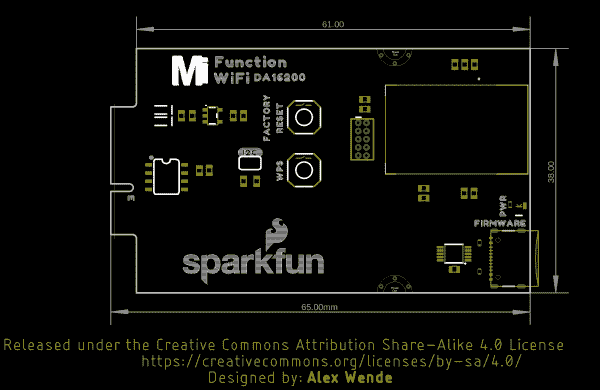 61.00
Mi Function
WiFi DA16200
FACTORY
RESET
I2C
WPS
38.00
3
PWR
FIRMWARE
sparkfun
65.00mm
Released under the Creative Commons Attribution Share-Alike 4.0 License
https://creativecommons.org/licenses/by-sa/4.0/
Designed by: Alex Wende